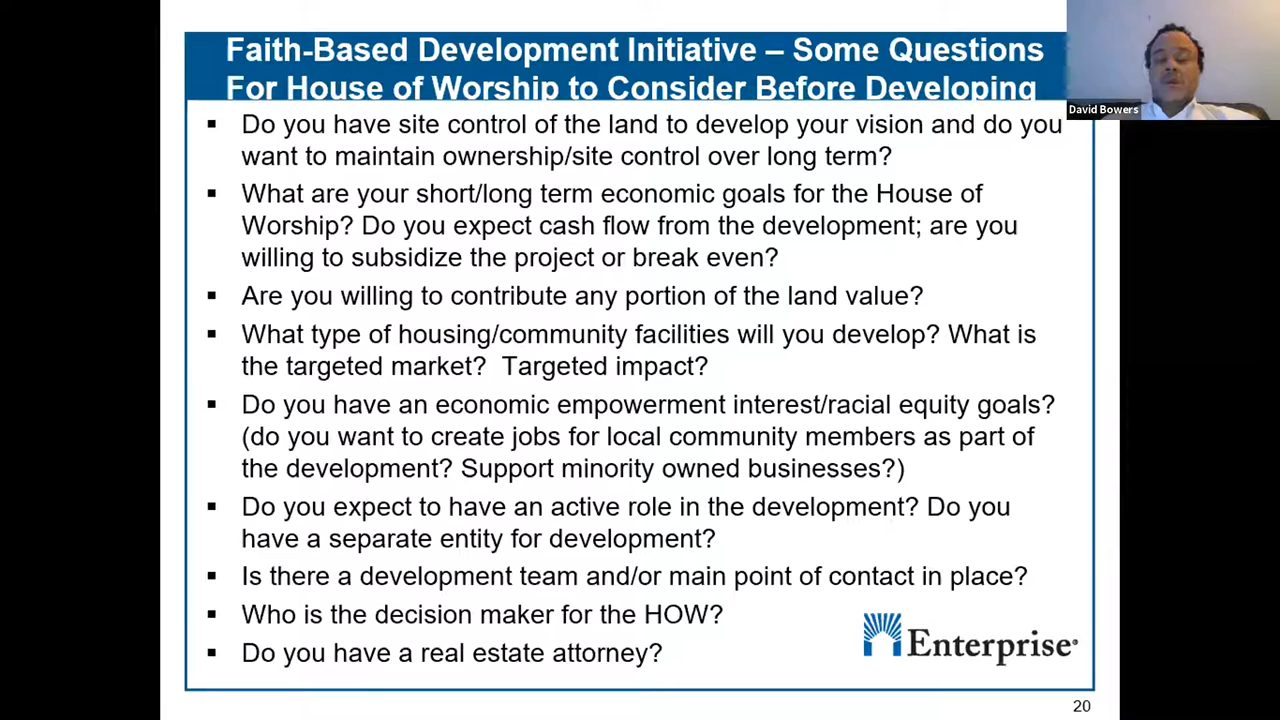 Faith-Based Development Initiative – Some Questions
For House of Worship to Consider Before Developing
David Bowers
▪ Do you have site control of the land to develop your vision and do you
want to maintain ownership/site control over long term?
▪ What are your short/long term economic goals for the House of
Worship? Do you expect cash flow from the development; are you
willing to subsidize the project or break even?
▪ Are you willing to contribute any portion of the land value?
▪ What type of housing/community facilities will you develop? What is
the targeted market?  Targeted impact?
▪ Do you have an economic empowerment interest/racial equity goals?
(do you want to create jobs for local community members as part of
the development? Support minority owned businesses?)
▪ Do you expect to have an active role in the development? Do you
have a separate entity for development?
▪ Is there a development team and/or main point of contact in place?
▪ Who is the decision maker for the HOW?
▪ Do you have a real estate attorney?
Enterprise®
20